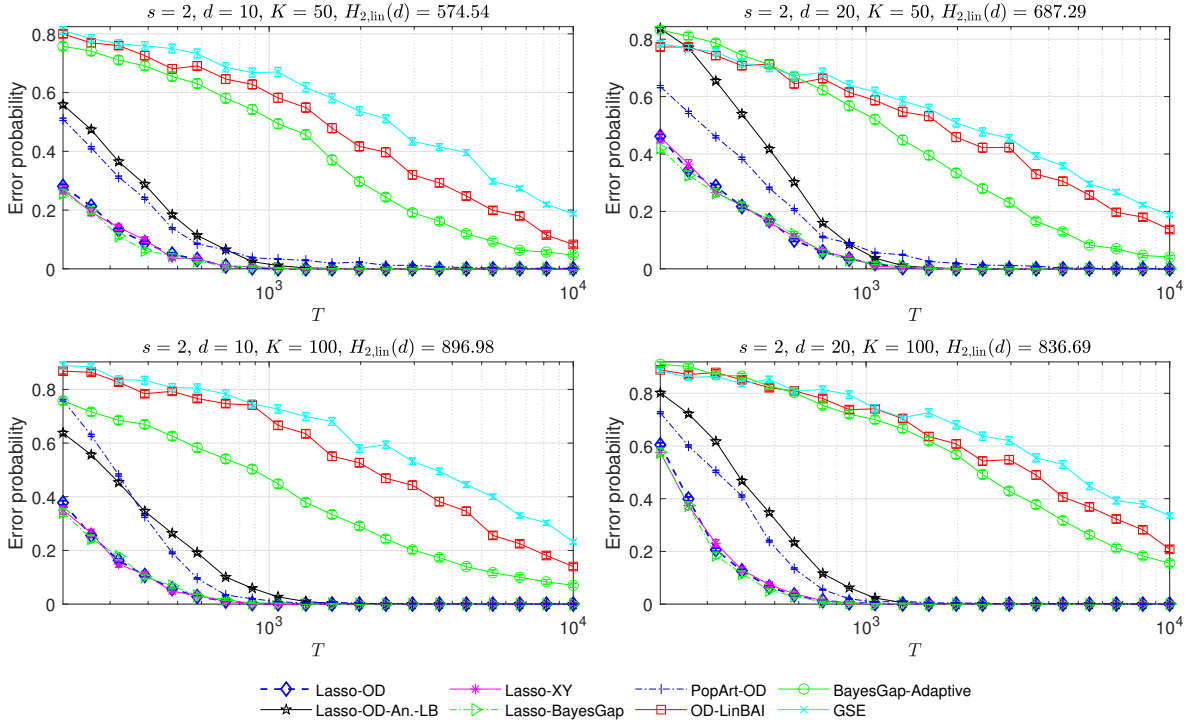 s = 2, d = 10, K = 50, H2,lin(d) = 574.54
0.8
0.6
0.4
0.2
0
Error probability
10^3
10^4
T
s = 2, d = 20, K = 50, H2,lin(d) = 687.29
0.8
0.6
0.4
0.2
0
Error probability
10^3
10^4
T
s = 2, d = 10, K = 100, H2,lin(d) = 896.98
0.8
0.6
0.4
0.2
0
Error probability
10^3
10^4
T
s = 2, d = 20, K = 100, H2,lin(d) = 836.69
0.8
0.6
0.4
0.2
0
Error probability
10^3
10^4
T
Lasso-OD
Lasso-XY
PopArt-OD
BayesGap-Adaptive
Lasso-OD-An.-LB
Lasso-BayesGap
OD-LinBAI
GSE